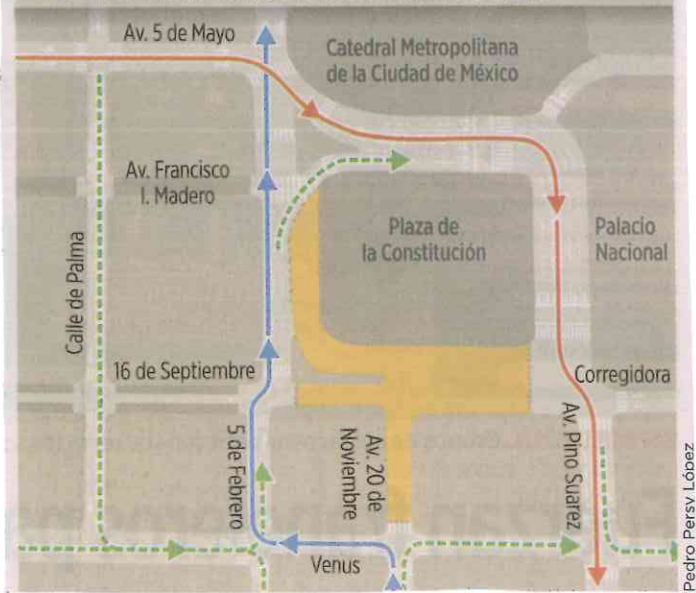 Av. 5 de Mayo
Catedral Metropolitana
de la Ciudad de México
Av. Francisco
I. Madero
Plaza de
la Constitución
Palacio
Nacional
Calle de Palma
16 de Septiembre
Corregidora
5 de Febrero
Av. 20 de
Noviembre
Av. Pino Suarez
Venus
Pedro Persv López